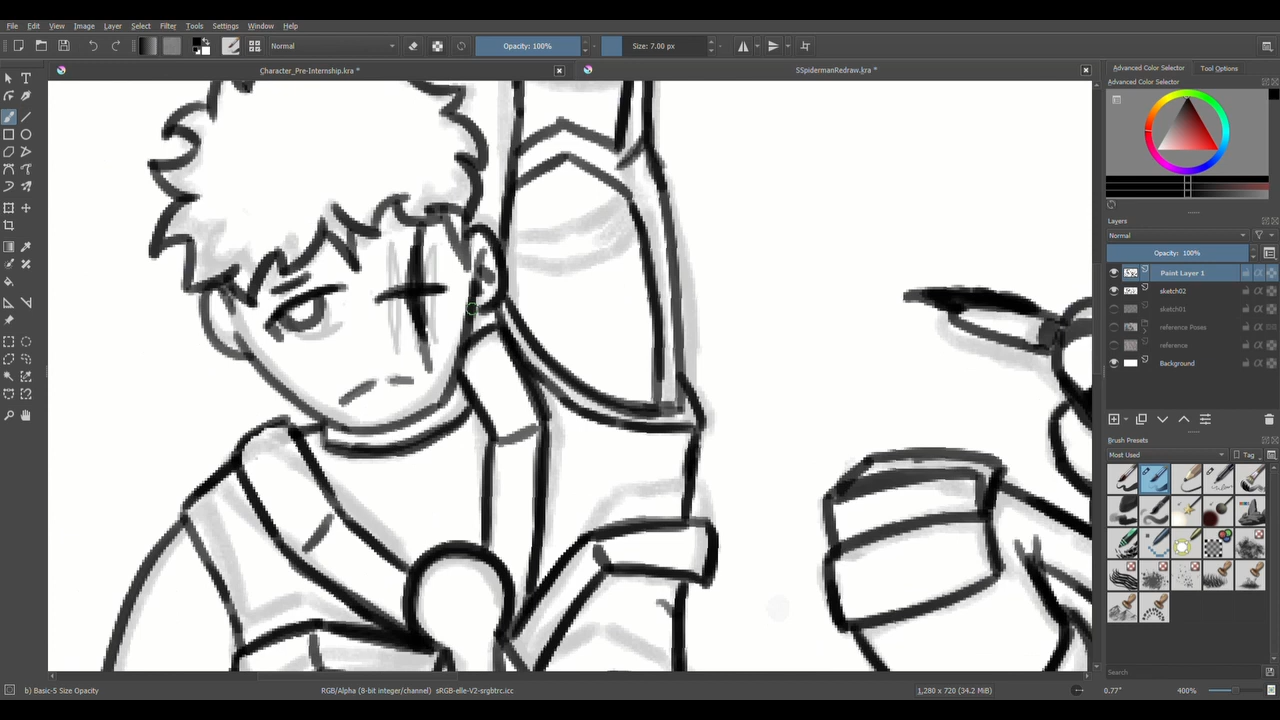 File Edit View Image Layer Select Filter Tools Settings Window Help
Normal Opacity: 100% Size: 7.00 px
Character_Pre-Internship.kra * SSpidermanRedraw.kra *
Advanced Color Selector Tool Options
Advanced Color Selector
Layers
Normal
Opacity: 100%
Paint Layer 1
sketch02
sketch01
reference Poses
reference
Background
Brush Presets
Most Used Tag
Search
b) Basic-5 Size Opacity RGB/Alpha (8-bit integer/channel) sRGB-elle-V2-srgbtrc.icc 1,280 x 720 (34.2 MiB) 0.77° 400%